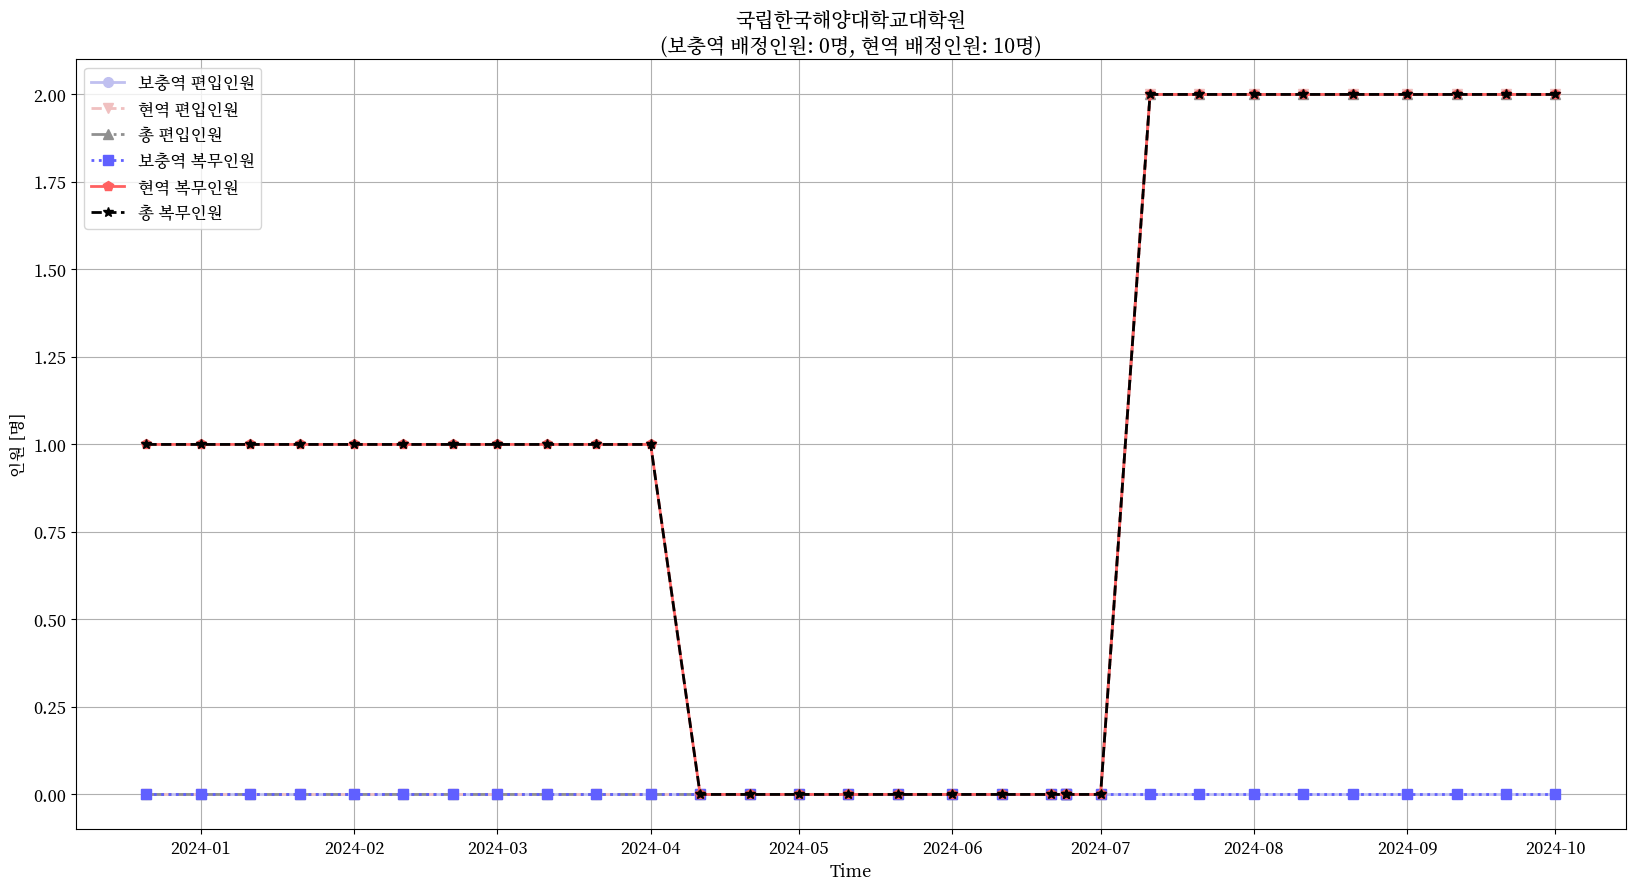 국립한국해양대학교대학원
(보충역 배정인원: 0명, 현역 배정인원: 10명)
보충역 편입인원
현역 편입인원
총 편입인원
보충역 복무인원
현역 복무인원
총 복무인원
2.00
1.75
1.50
1.25
1.00
0.75
0.50
0.25
0.00
인원 [명]
2024-01 2024-02 2024-03 2024-04 2024-05 2024-06 2024-07 2024-08 2024-09 2024-10
Time